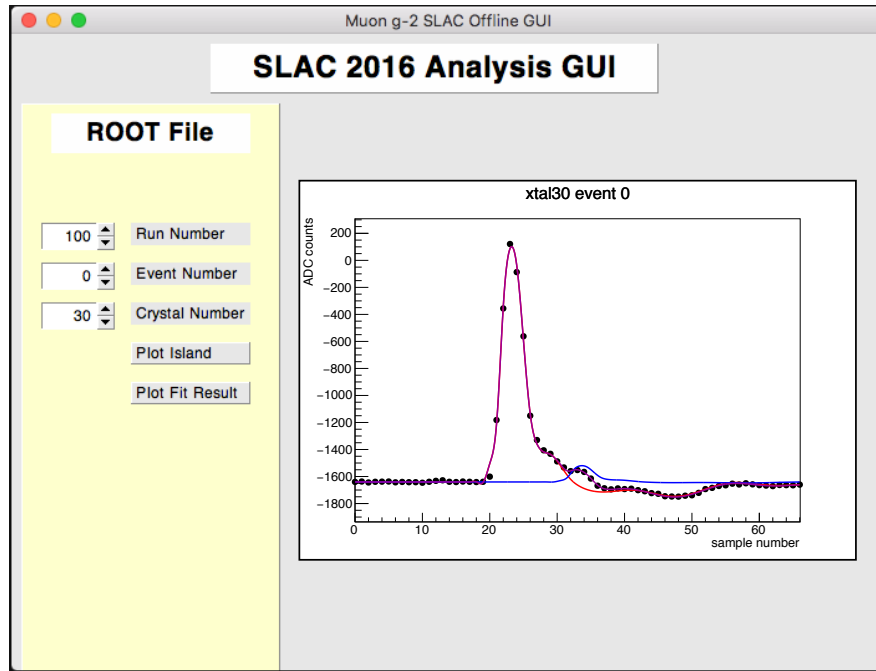 Muon g-2 SLAC Offline GUI
SLAC 2016 Analysis GUI
ROOT File
100 Run Number
0 Event Number
30 Crystal Number
Plot Island
Plot Fit Result
xtal30 event 0
ADC counts
200
0
−200
−400
−600
−800
−1000
−1200
−1400
−1600
−1800
0 10 20 30 40 50 60
sample number